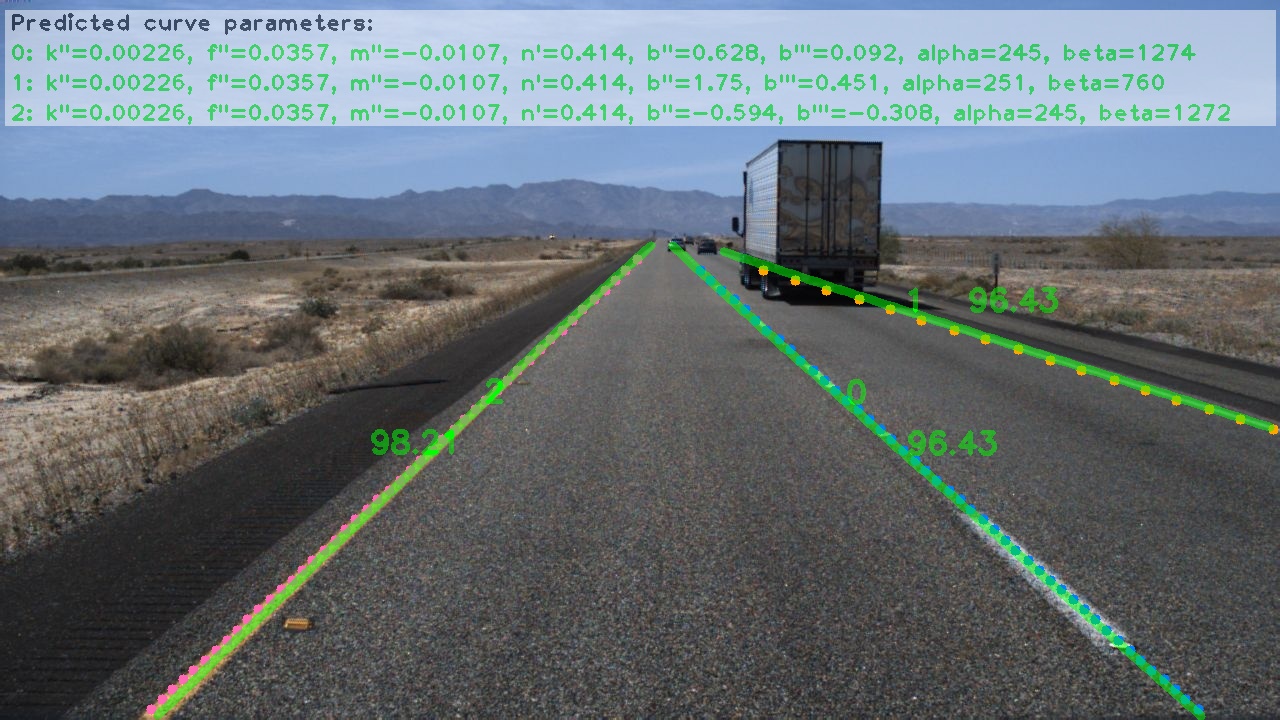 Predicted curve parameters:
0: k''=0.00226, f''=0.0357, m''=-0.0107, n'=0.414, b''=0.628, b'''=0.092, alpha=245, beta=1274
1: k''=0.00226, f''=0.0357, m''=-0.0107, n'=0.414, b''=1.75, b'''=0.451, alpha=251, beta=760
2: k''=0.00226, f''=0.0357, m''=-0.0107, n'=0.414, b''=-0.594, b'''=-0.308, alpha=245, beta=1272
1 96.43
2 0
98.21 96.43